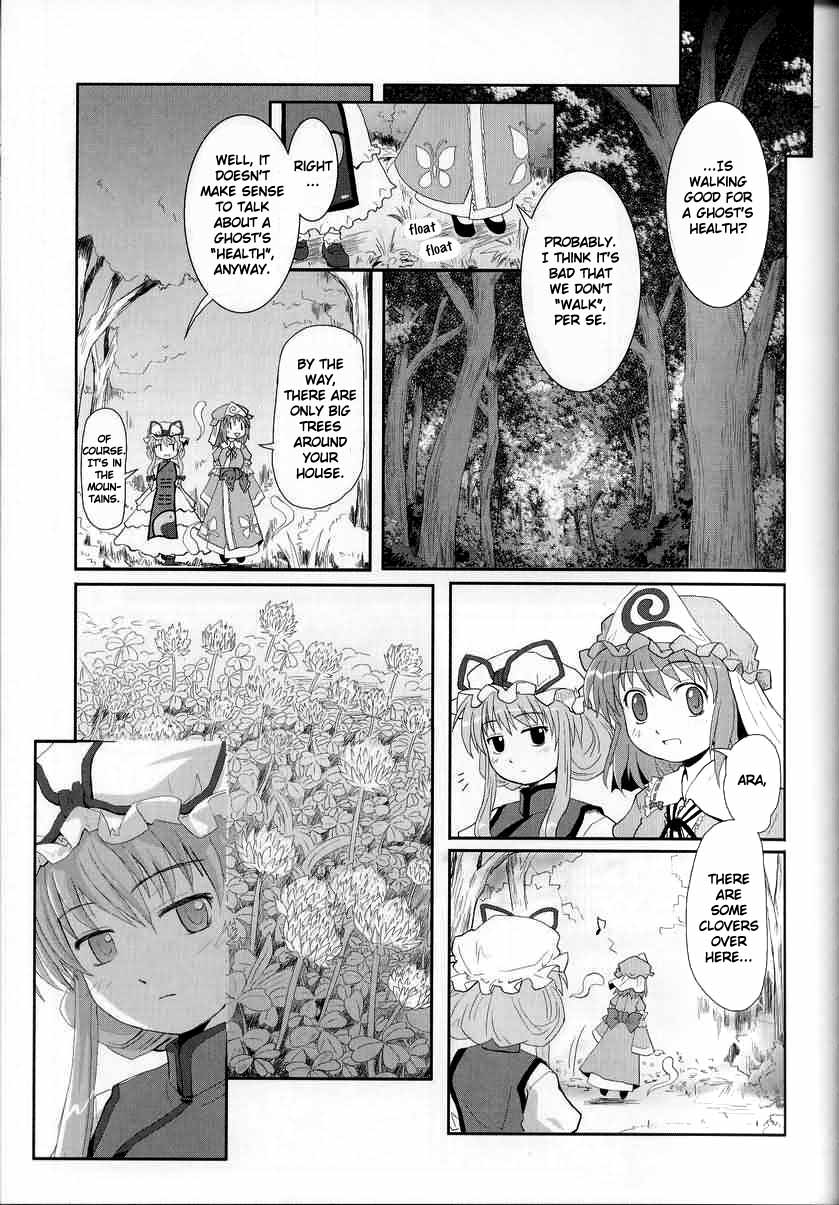 ...IS
WALKING
GOOD FOR
A GHOST'S
HEALTH?
PROBABLY.
I THINK IT'S
BAD THAT
WE DON'T
"WALK",
PER SE.
float
float
RIGHT
...
WELL, IT
DOESN'T
MAKE SENSE
TO TALK
ABOUT A
GHOST'S
"HEALTH",
ANYWAY.
BY THE
WAY,
THERE ARE
ONLY BIG
TREES
AROUND
YOUR
HOUSE.
OF
COURSE.
IT'S IN
THE
MOUN-
TAINS.
ARA,
THERE
ARE
SOME
CLOVERS
OVER
HERE...